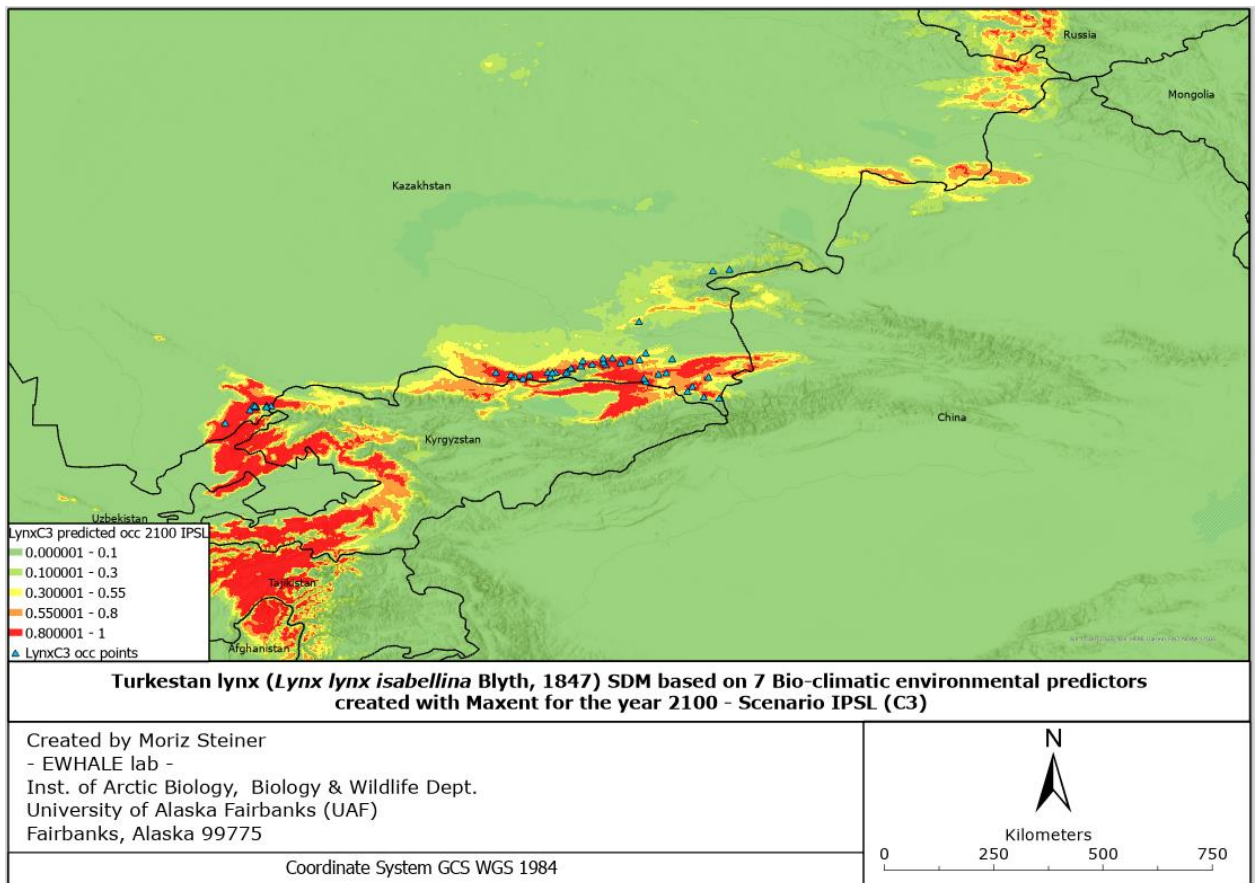 Russia
Mongolia
Kazakhstan
China
Kyrgyzstan
Uzbekistan
Tajikistan
Afghanistan
LynxC3 predicted occ 2100 IPSL
0.000001 - 0.1
0.100001 - 0.3
0.300001 - 0.55
0.550001 - 0.8
0.800001 - 1
LynxC3 occ points
Turkestan lynx (Lynx lynx isabellina Blyth, 1847) SDM based on 7 Bio-climatic environmental predictors
created with Maxent for the year 2100 - Scenario IPSL (C3)
Created by Moriz Steiner
- EWHALE lab -
Inst. of Arctic Biology, Biology & Wildlife Dept.
University of Alaska Fairbanks (UAF)
Fairbanks, Alaska 99775
Coordinate System GCS WGS 1984
N
Kilometers
0 250 500 750